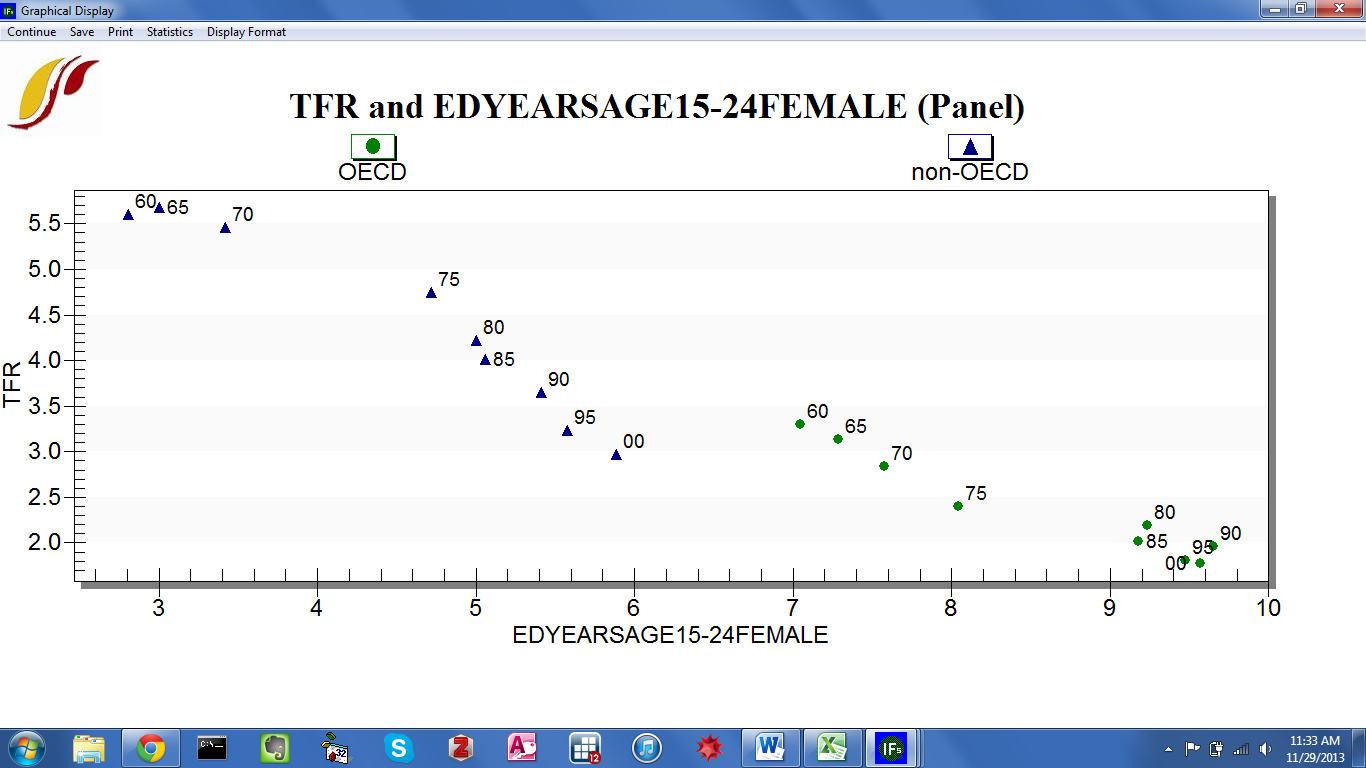 Graphical Display
Continue Save Print Statistics Display Format
TFR and EDYEARSAGE15-24FEMALE (Panel)
OECD non-OECD
60 65 70
5.5
75
5.0
80
4.5
85
4.0
90
95
3.5
60
65
00
3.0
70
2.5
75
80
2.0
85 00 95 90
TFR
3 4 5 6 7 8 9 10
EDYEARSAGE15-24FEMALE
C:\-
32
S
Z
A
12
W
X
IFs
11:33 AM
11/29/2013